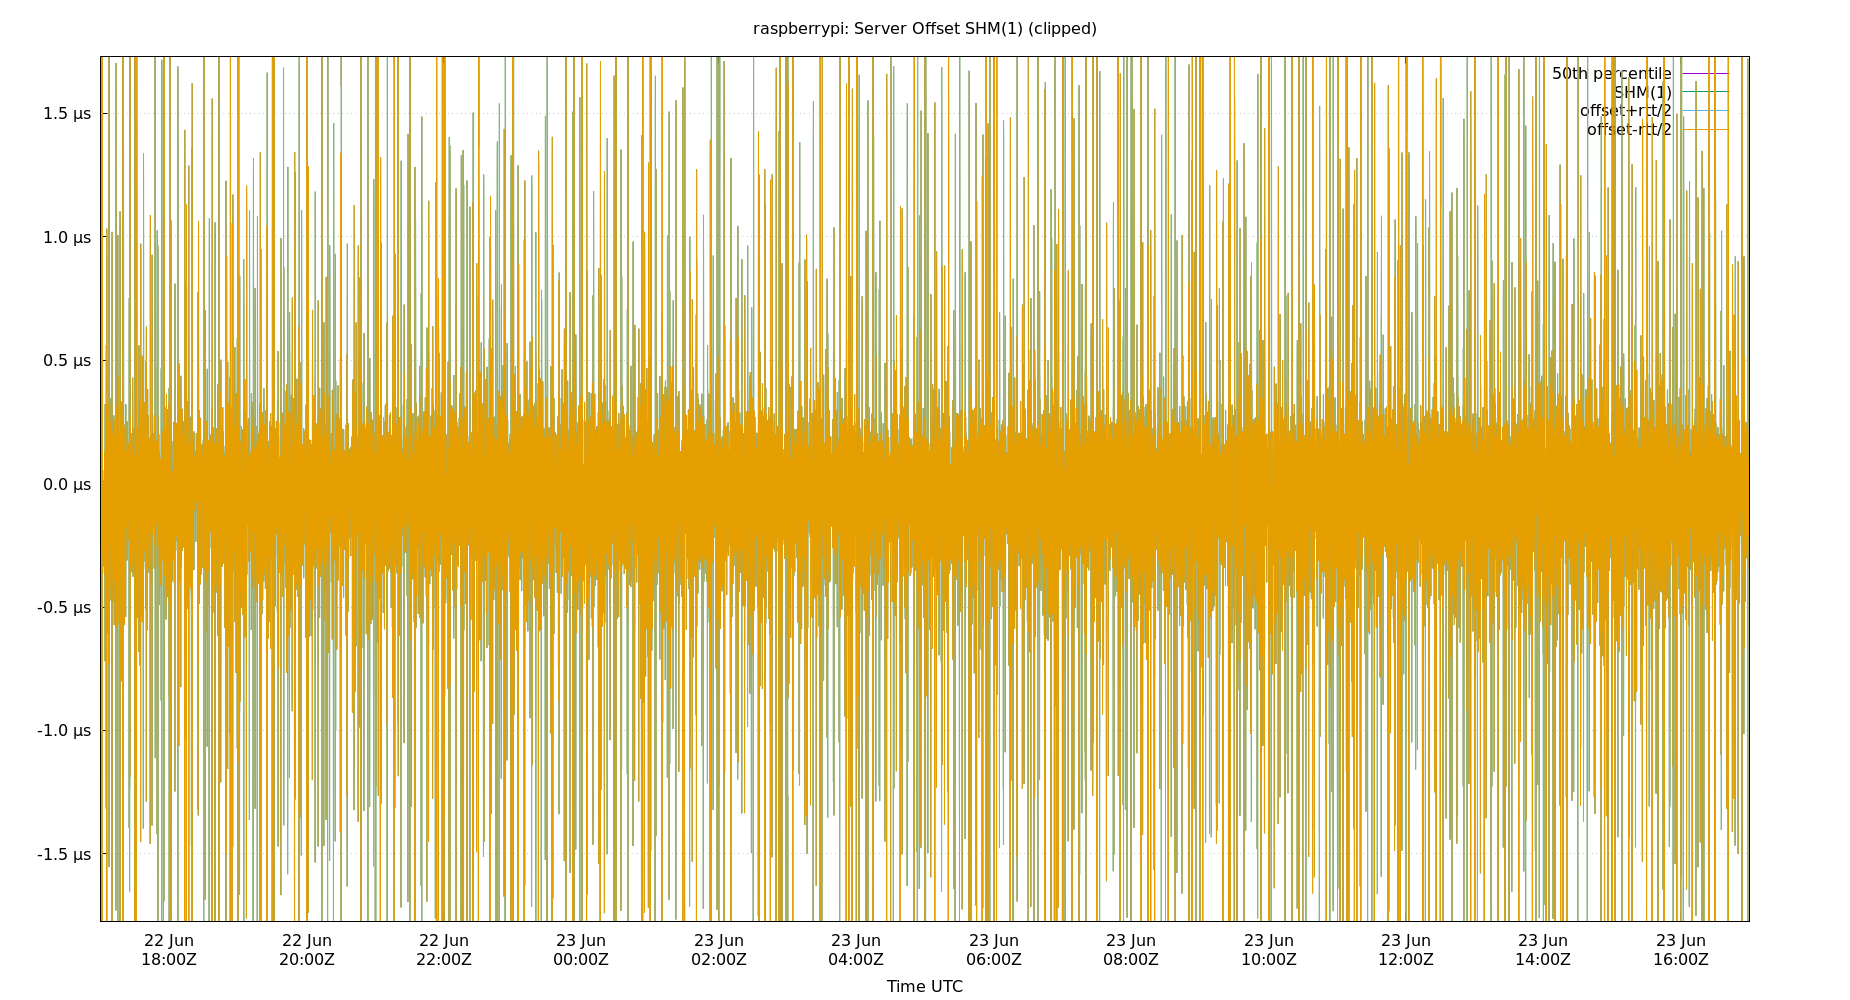 raspberrypi: Server Offset SHM(1) (clipped)
50th percentile
SHM(1)
offset+rtt/2
offset-rtt/2
1.5 µs
1.0 µs
0.5 µs
0.0 µs
-0.5 µs
-1.0 µs
-1.5 µs
22 Jun 22 Jun 22 Jun 23 Jun 23 Jun 23 Jun 23 Jun 23 Jun 23 Jun 23 Jun 23 Jun 23 Jun
18:00Z 20:00Z 22:00Z 00:00Z 02:00Z 04:00Z 06:00Z 08:00Z 10:00Z 12:00Z 14:00Z 16:00Z
Time UTC